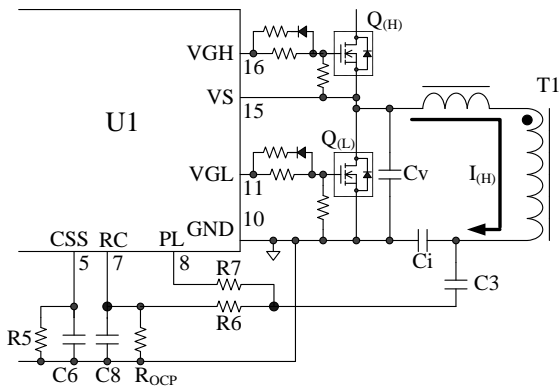 Q(H)
VGH
16
T1
VS
15
U1
Q(L)
VGL
11
Cv
I(H)
GND
10
Ci
CSS
RC
PL
5
7
8
R7
C3
R6
R5
C6
C8
ROCP